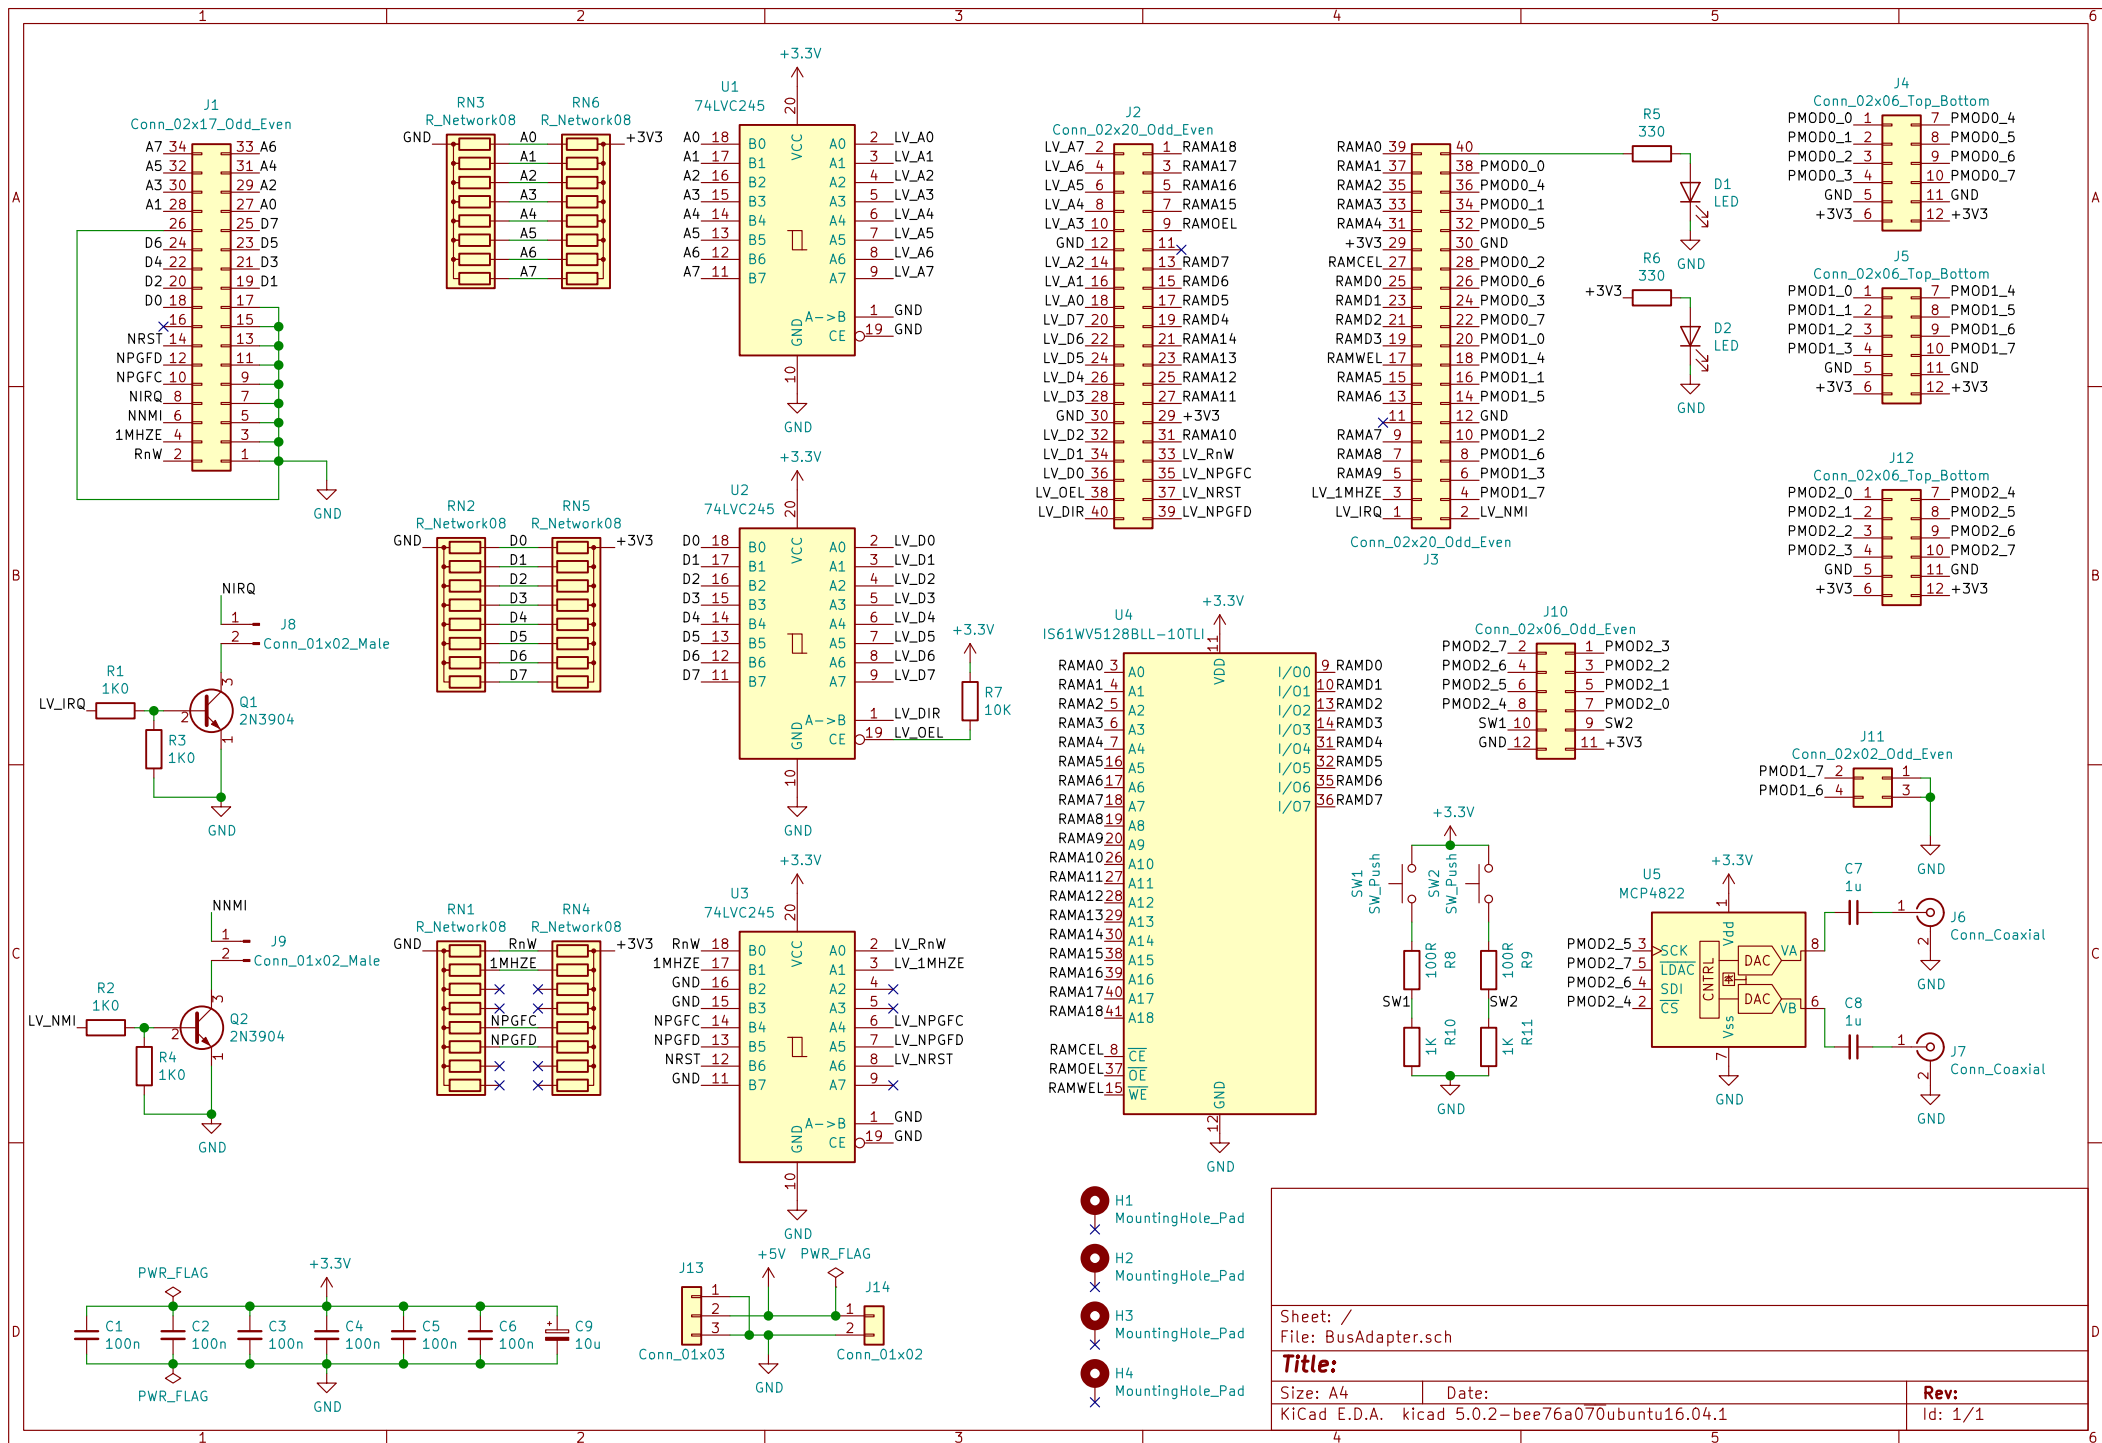 1 2 3 4 5 6
A
B
C
D
J1
Conn_02x17_Odd_Even
A7 34 33 A6
A5 32 31 A4
A3 30 29 A2
A1 28 27 A0
26 25 D7
D6 24 23 D5
D4 22 21 D3
D2 20 19 D1
D0 18 17
16 15
NRST 14 13
NPGFD 12 11
NPGFC 10 9
NIRQ 8 7
NNMI 6 5
1MHZE 4 3
RnW 2 1
GND
RN3
R_Network08
RN6
R_Network08
GND A0 +3V3
A1
A2
A3
A4
A5
A6
A7
+3.3V
U1
74LVC245
20
VCC
A0 18 B0 A0 2 LV_A0
A1 17 B1 A1 3 LV_A1
A2 16 B2 A2 4 LV_A2
A3 15 B3 A3 5 LV_A3
A4 14 B4 A4 6 LV_A4
A5 13 B5 A5 7 LV_A5
A6 12 B6 A6 8 LV_A6
A7 11 B7 A7 9 LV_A7
A->B 1 GND
GND CE 19 GND
10
GND
J2
Conn_02x20_Odd_Even
LV_A7 2 1 RAMA18
LV_A6 4 3 RAMA17
LV_A5 6 5 RAMA16
LV_A4 8 7 RAMA15
LV_A3 10 9 RAMOEL
GND 12 11
LV_A2 14 13 RAMD7
LV_A1 16 15 RAMD6
LV_A0 18 17 RAMD5
LV_D7 20 19 RAMD4
LV_D6 22 21 RAMA14
LV_D5 24 23 RAMA13
LV_D4 26 25 RAMA12
LV_D3 28 27 RAMA11
GND 30 29 +3V3
LV_D2 32 31 RAMA10
LV_D1 34 33 LV_RnW
LV_D0 36 35 LV_NPGFC
LV_OEL 38 37 LV_NRST
LV_DIR 40 39 LV_NPGFD
RAMA0 39 40
RAMA1 37 38 PMOD0_0
RAMA2 35 36 PMOD0_4
RAMA3 33 34 PMOD0_1
RAMA4 31 32 PMOD0_5
+3V3 29 30 GND
RAMCEL 27 28 PMOD0_2
RAMD0 25 26 PMOD0_6
RAMD1 23 24 PMOD0_3
RAMD2 21 22 PMOD0_7
RAMD3 19 20 PMOD1_0
RAMWEL 17 18 PMOD1_4
RAMA5 15 16 PMOD1_1
RAMA6 13 14 PMOD1_5
11 12 GND
RAMA7 9 10 PMOD1_2
RAMA8 7 8 PMOD1_6
RAMA9 5 6 PMOD1_3
LV_1MHZE 3 4 PMOD1_7
LV_IRQ 1 2 LV_NMI
Conn_02x20_Odd_Even
J3
R5
330
D1
LED
GND
R6
330
+3V3
D2
LED
GND
J4
Conn_02x06_Top_Bottom
PMOD0_0 1 7 PMOD0_4
PMOD0_1 2 8 PMOD0_5
PMOD0_2 3 9 PMOD0_6
PMOD0_3 4 10 PMOD0_7
GND 5 11 GND
+3V3 6 12 +3V3
J5
Conn_02x06_Top_Bottom
PMOD1_0 1 7 PMOD1_4
PMOD1_1 2 8 PMOD1_5
PMOD1_2 3 9 PMOD1_6
PMOD1_3 4 10 PMOD1_7
GND 5 11 GND
+3V3 6 12 +3V3
J12
Conn_02x06_Top_Bottom
PMOD2_0 1 7 PMOD2_4
PMOD2_1 2 8 PMOD2_5
PMOD2_2 3 9 PMOD2_6
PMOD2_3 4 10 PMOD2_7
GND 5 11 GND
+3V3 6 12 +3V3
NIRQ
1
2
J8
Conn_01x02_Male
R1
1K0
LV_IRQ
2
3
1
Q1
2N3904
R3
1K0
GND
RN2
R_Network08
RN5
R_Network08
GND D0 +3V3
D1
D2
D3
D4
D5
D6
D7
+3.3V
U2
74LVC245
20
VCC
D0 18 B0 A0 2 LV_D0
D1 17 B1 A1 3 LV_D1
D2 16 B2 A2 4 LV_D2
D3 15 B3 A3 5 LV_D3
D4 14 B4 A4 6 LV_D4
D5 13 B5 A5 7 LV_D5
D6 12 B6 A6 8 LV_D6
D7 11 B7 A7 9 LV_D7
A->B 1 LV_DIR
GND CE 19 LV_OEL
10
GND
+3.3V
R7
10K
U4
IS61WV5128BLL-10TLI
+3.3V
11
VDD
RAMA0 3 A0 I/O0 9 RAMD0
RAMA1 4 A1 I/O1 10 RAMD1
RAMA2 5 A2 I/O2 13 RAMD2
RAMA3 6 A3 I/O3 14 RAMD3
RAMA4 7 A4 I/O4 31 RAMD4
RAMA5 16 A5 I/O5 32 RAMD5
RAMA6 17 A6 I/O6 35 RAMD6
RAMA7 18 A7 I/O7 36 RAMD7
RAMA8 19 A8
RAMA9 20 A9
RAMA10 26 A10
RAMA11 27 A11
RAMA12 28 A12
RAMA13 29 A13
RAMA14 30 A14
RAMA15 38 A15
RAMA16 39 A16
RAMA17 40 A17
RAMA18 41 A18
RAMCEL 8 CE
RAMOEL 37 OE
RAMWEL 15 WE
GND
12
GND
J10
Conn_02x06_Odd_Even
PMOD2_7 2 1 PMOD2_3
PMOD2_6 4 3 PMOD2_2
PMOD2_5 6 5 PMOD2_1
PMOD2_4 8 7 PMOD2_0
SW1 10 9 SW2
GND 12 11 +3V3
J11
Conn_02x02_Odd_Even
PMOD1_7 2 1
PMOD1_6 4 3
GND
+3.3V
SW1
SW_Push
SW2
SW_Push
100R
R8
100R
R9
SW1
SW2
1K
R10
1K
R11
GND
U5
MCP4822
+3.3V
1
Vdd
PMOD2_5 3 SCK
PMOD2_7 5 LDAC
PMOD2_6 4 SDI
PMOD2_4 2 CS
CNTRL
DAC
DAC
VA 8
VB 6
Vss
7
GND
C7
1u
C8
1u
1
2
J6
Conn_Coaxial
GND
1
2
J7
Conn_Coaxial
GND
NNMI
1
2
J9
Conn_01x02_Male
R2
1K0
LV_NMI
2
3
1
Q2
2N3904
R4
1K0
GND
RN1
R_Network08
RN4
R_Network08
GND RnW +3V3
1MHZE
NPGFC
NPGFD
+3.3V
U3
74LVC245
20
VCC
RnW 18 B0 A0 2 LV_RnW
1MHZE 17 B1 A1 3 LV_1MHZE
GND 16 B2 A2 4
GND 15 B3 A3 5
NPGFC 14 B4 A4 6 LV_NPGFC
NPGFD 13 B5 A5 7 LV_NPGFD
NRST 12 B6 A6 8 LV_NRST
GND 11 B7 A7 9
A->B 1 GND
GND CE 19 GND
10
GND
PWR_FLAG
+3.3V
C1
100n
C2
100n
C3
100n
C4
100n
C5
100n
C6
100n
C9
10u
PWR_FLAG
GND
+5V
PWR_FLAG
J13
1
2
3
Conn_01x03
J14
1
2
Conn_01x02
GND
H1
MountingHole_Pad
H2
MountingHole_Pad
H3
MountingHole_Pad
H4
MountingHole_Pad
Sheet: /
File: BusAdapter.sch
Title:
Size: A4 Date: Rev:
KiCad E.D.A. kicad 5.0.2-bee76a070ubuntu16.04.1 Id: 1/1
A
B
C
D
1 2 3 4 5 6